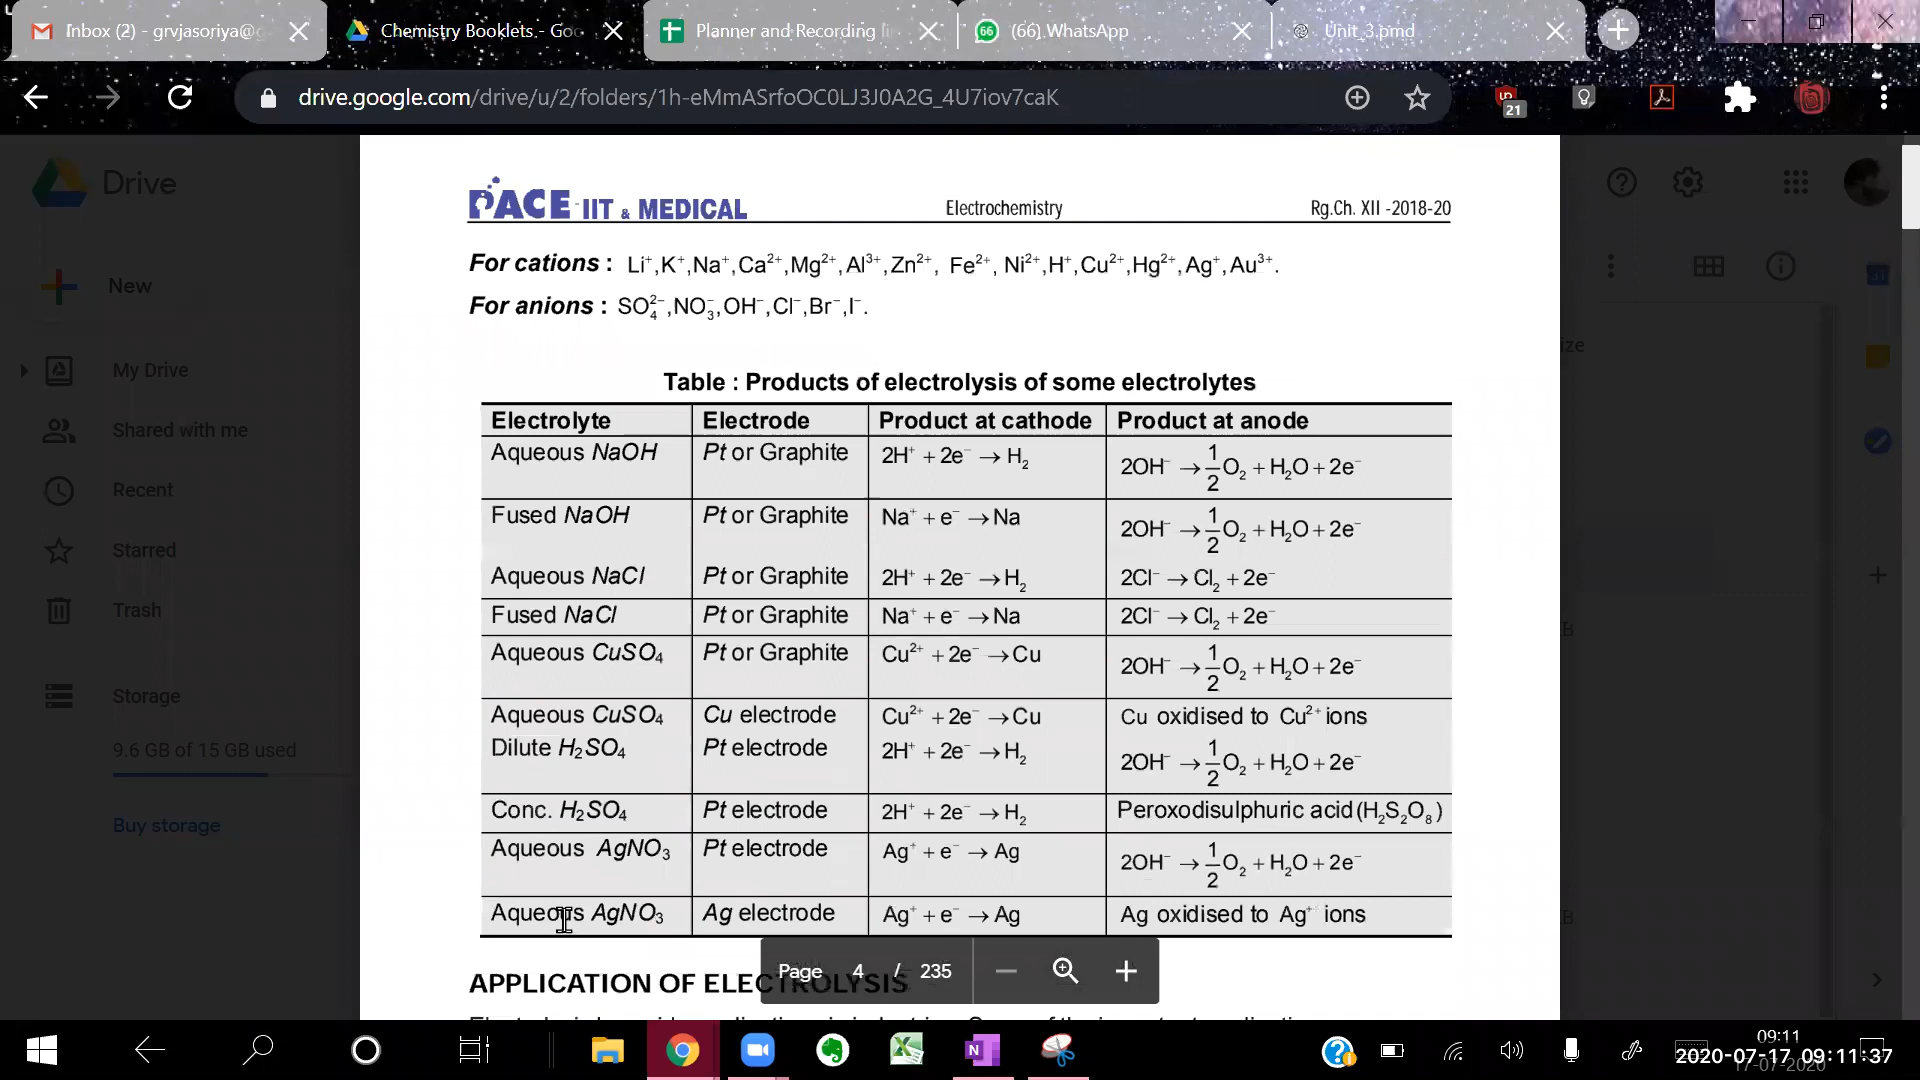 Inbox (2) - grvjasoriya@g
Chemistry Booklets - Goo
Planner and Recording li
(66) WhatsApp
Unit_3.pmd
drive.google.com/drive/u/2/folders/1h-eMmASrfoOC0LJ3J0A2G_4U7iov7caK
21
Drive
PACE IIT & MEDICAL Electrochemistry Rg.Ch. XII -2018-20
For cations : Li⁺,K⁺,Na⁺,Ca²⁺,Mg²⁺,Al³⁺,Zn²⁺, Fe²⁺, Ni²⁺,H⁺,Cu²⁺,Hg²⁺,Ag⁺,Au³⁺.
For anions : SO₄²⁻,NO₃⁻,OH⁻,Cl⁻,Br⁻,I⁻.
New
My Drive
Shared with me
Recent
Starred
Trash
Storage
9.6 GB of 15 GB used
Buy storage
Table : Products of electrolysis of some electrolytes
Electrolyte Electrode Product at cathode Product at anode
Aqueous NaOH Pt or Graphite 2H⁺ + 2e⁻ → H₂ 2OH⁻ → 1/2 O₂ + H₂O + 2e⁻
Fused NaOH Pt or Graphite Na⁺ + e⁻ → Na 2OH⁻ → 1/2 O₂ + H₂O + 2e⁻
Aqueous NaCl Pt or Graphite 2H⁺ + 2e⁻ → H₂ 2Cl⁻ → Cl₂ + 2e⁻
Fused NaCl Pt or Graphite Na⁺ + e⁻ → Na 2Cl⁻ → Cl₂ + 2e⁻
Aqueous CuSO₄ Pt or Graphite Cu²⁺ + 2e⁻ → Cu 2OH⁻ → 1/2 O₂ + H₂O + 2e⁻
Aqueous CuSO₄ Cu electrode Cu²⁺ + 2e⁻ → Cu Cu oxidised to Cu²⁺ ions
Dilute H₂SO₄ Pt electrode 2H⁺ + 2e⁻ → H₂ 2OH⁻ → 1/2 O₂ + H₂O + 2e⁻
Conc. H₂SO₄ Pt electrode 2H⁺ + 2e⁻ → H₂ Peroxodisulphuric acid (H₂S₂O₈)
Aqueous AgNO₃ Pt electrode Ag⁺ + e⁻ → Ag 2OH⁻ → 1/2 O₂ + H₂O + 2e⁻
Aqueous AgNO₃ Ag electrode Ag⁺ + e⁻ → Ag Ag oxidised to Ag⁺ ions
Page 4 / 235
APPLICATION OF ELECTROLYSIS
09:11
2020-07-17 09:11:37
17-07-2020